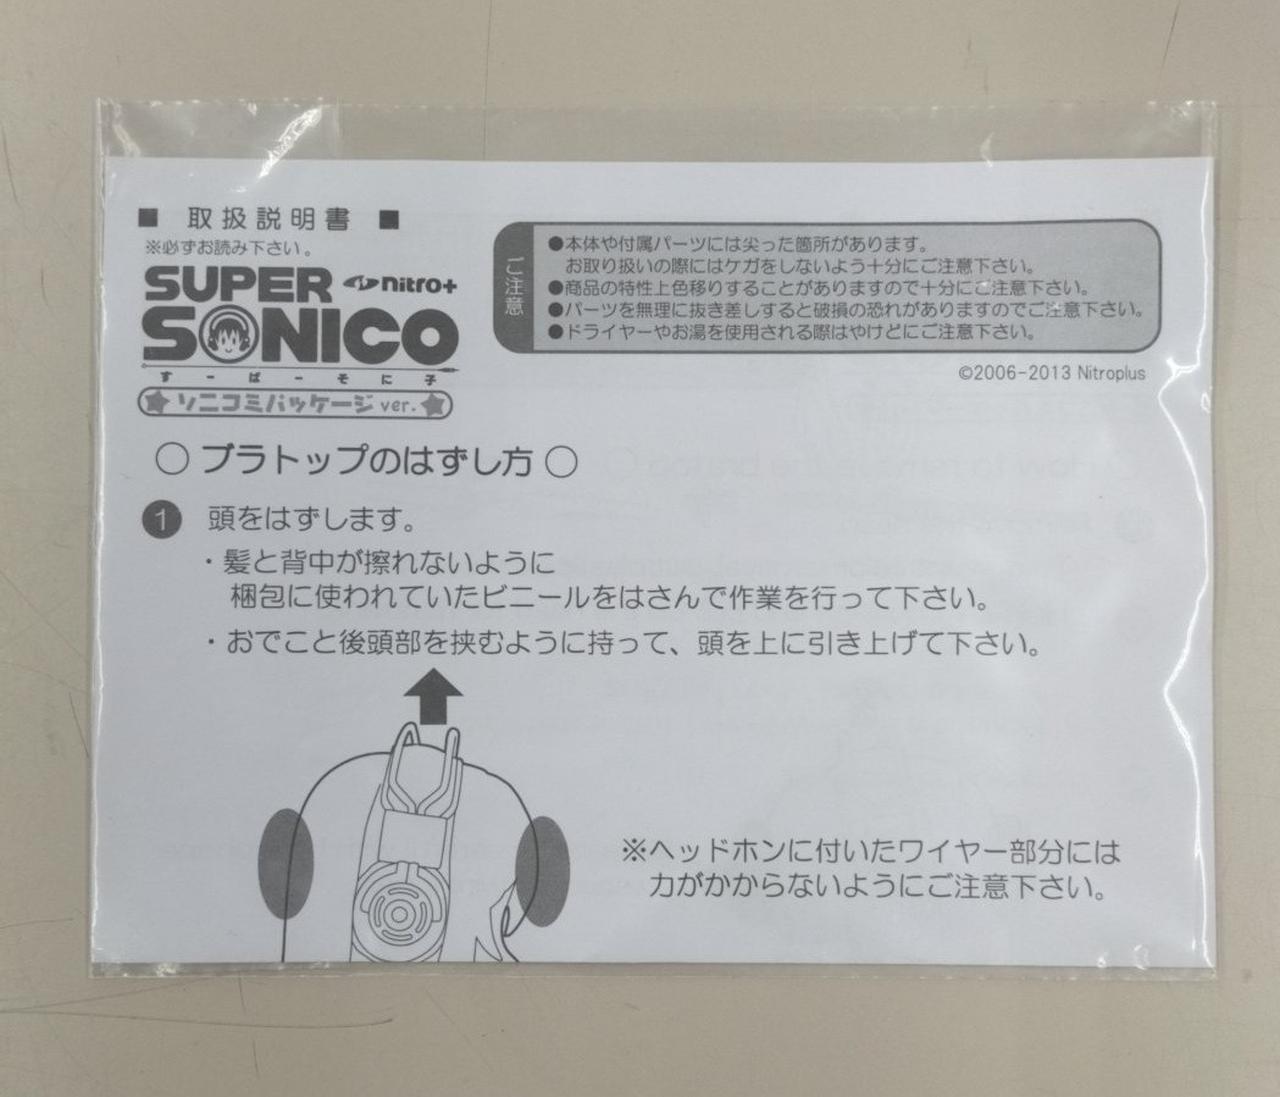 ■ 取扱説明書 ■
※必ずお読み下さい。
SUPER nitro+
SONICO
すーぱーそに子
ソニコミパッケージ ver.
ご注意
●本体や付属パーツには尖った箇所があります。
お取り扱いの際にはケガをしないよう十分にご注意下さい。
●商品の特性上色移りすることがありますので十分にご注意下さい。
●パーツを無理に抜き差しすると破損の恐れがありますのでご注意下さい。
●ドライヤーやお湯を使用される際はやけどにご注意下さい。
©2006-2013 Nitroplus
○ ブラトップのはずし方 ○
1 頭をはずします。
・髪と背中が擦れないように
梱包に使われていたビニールをはさんで作業を行って下さい。
・おでこと後頭部を挟むように持って、頭を上に引き上げて下さい。
※ヘッドホンに付いたワイヤー部分には
力がかからないようにご注意下さい。